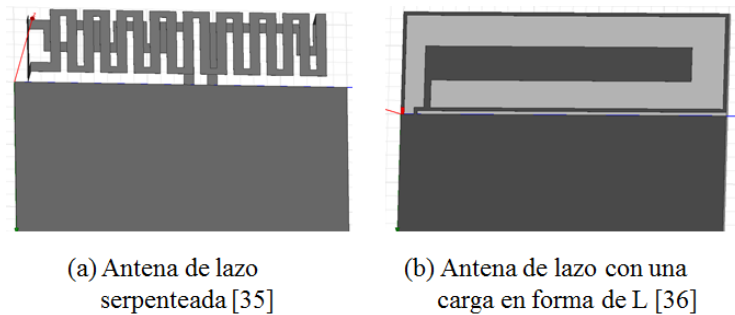 (a) Antena de lazo
serpenteada [35]
(b) Antena de lazo con una
carga en forma de L [36]